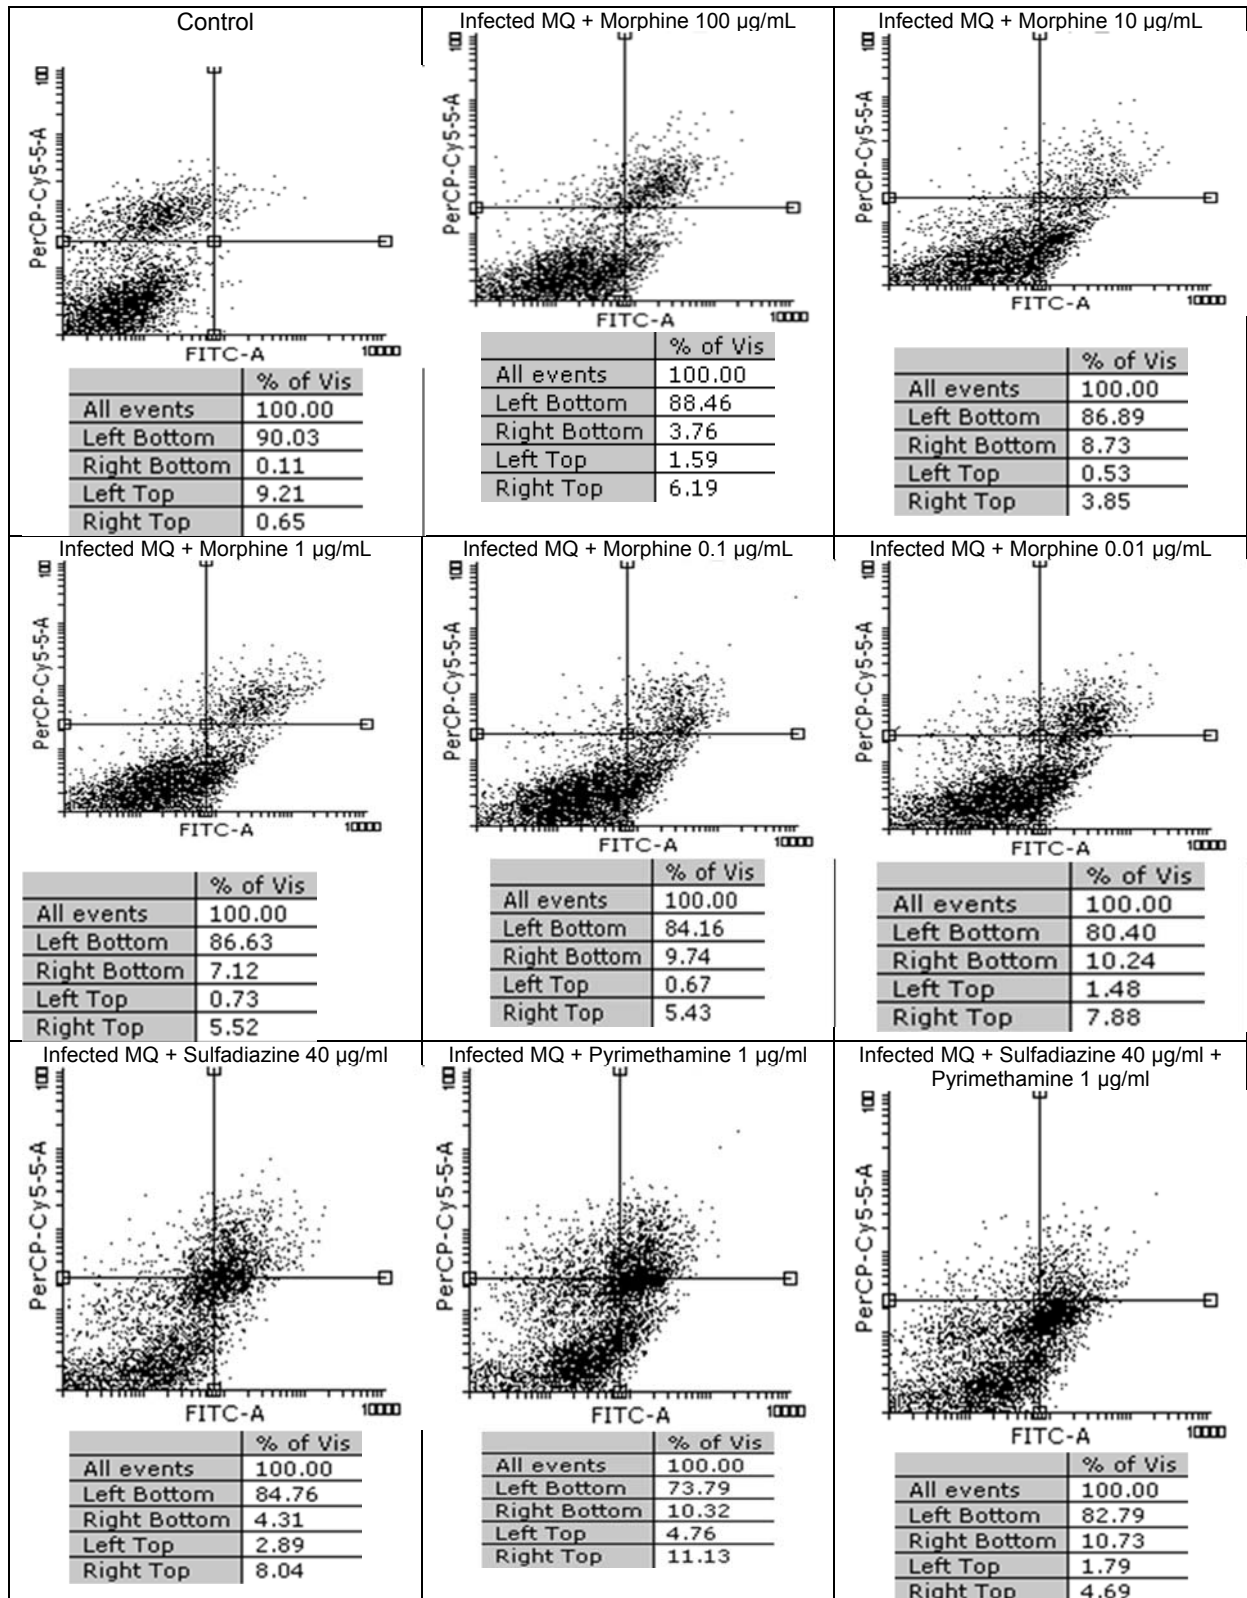 Control
PerCP-Cy5-5-A
FITC-A
% of Vis
All events 100.00
Left Bottom 90.03
Right Bottom 0.11
Left Top 9.21
Right Top 0.65
Infected MQ + Morphine 100 µg/mL
PerCP-Cy5-5-A
FITC-A
% of Vis
All events 100.00
Left Bottom 88.46
Right Bottom 3.76
Left Top 1.59
Right Top 6.19
Infected MQ + Morphine 10 µg/mL
PerCP-Cy5-5-A
FITC-A
% of Vis
All events 100.00
Left Bottom 86.89
Right Bottom 8.73
Left Top 0.53
Right Top 3.85
Infected MQ + Morphine 1 µg/mL
PerCP-Cy5-5-A
FITC-A
% of Vis
All events 100.00
Left Bottom 86.63
Right Bottom 7.12
Left Top 0.73
Right Top 5.52
Infected MQ + Morphine 0.1 µg/mL
PerCP-Cy5-5-A
FITC-A
% of Vis
All events 100.00
Left Bottom 84.16
Right Bottom 9.74
Left Top 0.67
Right Top 5.43
Infected MQ + Morphine 0.01 µg/mL
PerCP-Cy5-5-A
FITC-A
% of Vis
All events 100.00
Left Bottom 80.40
Right Bottom 10.24
Left Top 1.48
Right Top 7.88
Infected MQ + Sulfadiazine 40 µg/ml
PerCP-Cy5-5-A
FITC-A
% of Vis
All events 100.00
Left Bottom 84.76
Right Bottom 4.31
Left Top 2.89
Right Top 8.04
Infected MQ + Pyrimethamine 1 µg/ml
PerCP-Cy5-5-A
FITC-A
% of Vis
All events 100.00
Left Bottom 73.79
Right Bottom 10.32
Left Top 4.76
Right Top 11.13
Infected MQ + Sulfadiazine 40 µg/ml +
Pyrimethamine 1 µg/ml
PerCP-Cy5-5-A
FITC-A
% of Vis
All events 100.00
Left Bottom 82.79
Right Bottom 10.73
Left Top 1.79
Right Top 4.69